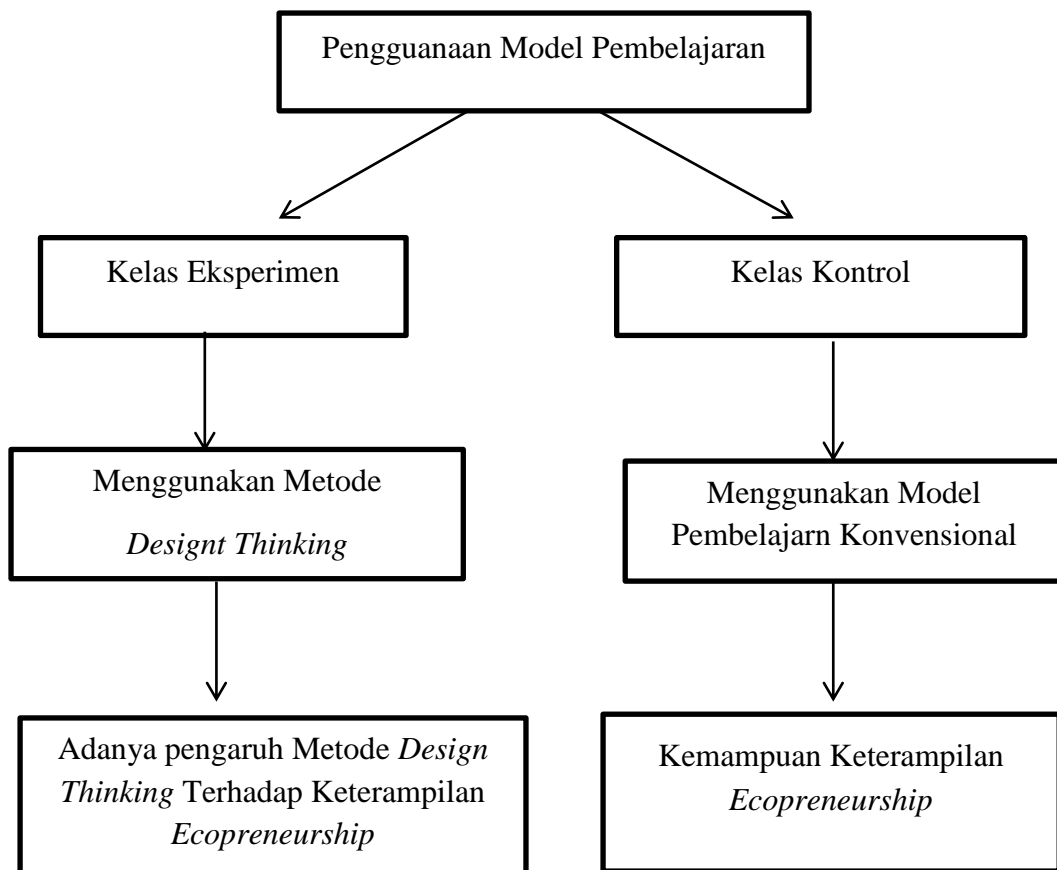 Pengguanaan Model Pembelajaran
Kelas Eksperimen
Kelas Kontrol
Menggunakan Metode
Designt Thinking
Menggunakan Model
Pembelajarn Konvensional
Adanya pengaruh Metode Design
Thinking Terhadap Keterampilan
Ecopreneurship
Kemampuan Keterampilan
Ecopreneurship